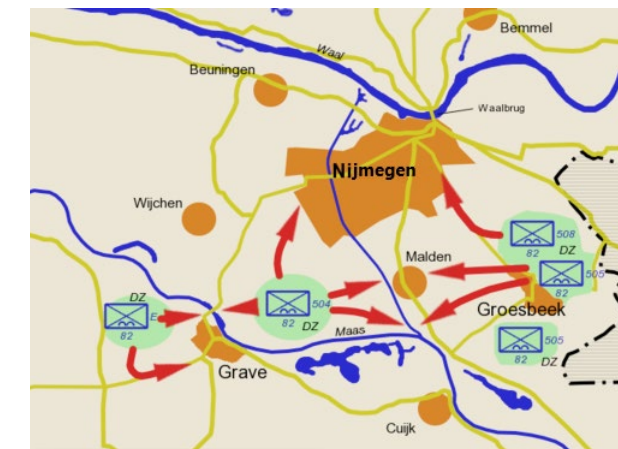 Bemmel
Waal
Beuningen
Waalbrug
Nijmegen
Wijchen
508
82 DZ
Malden
505
82
DZ
E
82
504
82 DZ
Groesbeek
Maas
505
82 DZ
Grave
Cuijk